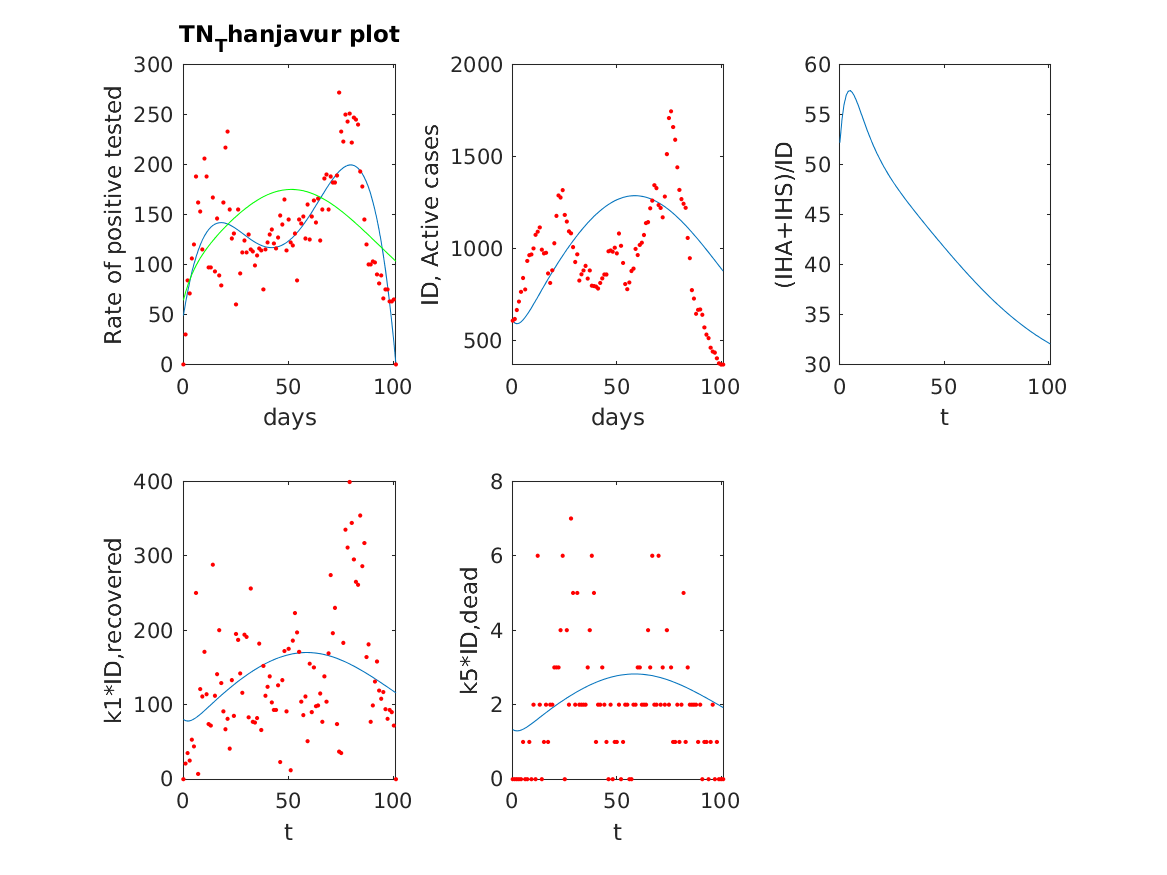 TN_Thanjavur plot
300
250
200
150
100
50
0
0 50 100
days
Rate of positive tested
2000
1500
1000
500
0 50 100
days
ID, Active cases
60
55
50
45
40
35
30
0 50 100
t
(IHA+IHS)/ID
400
300
200
100
0
0 50 100
t
k1*ID,recovered
8
6
4
2
0
0 50 100
t
k5*ID,dead